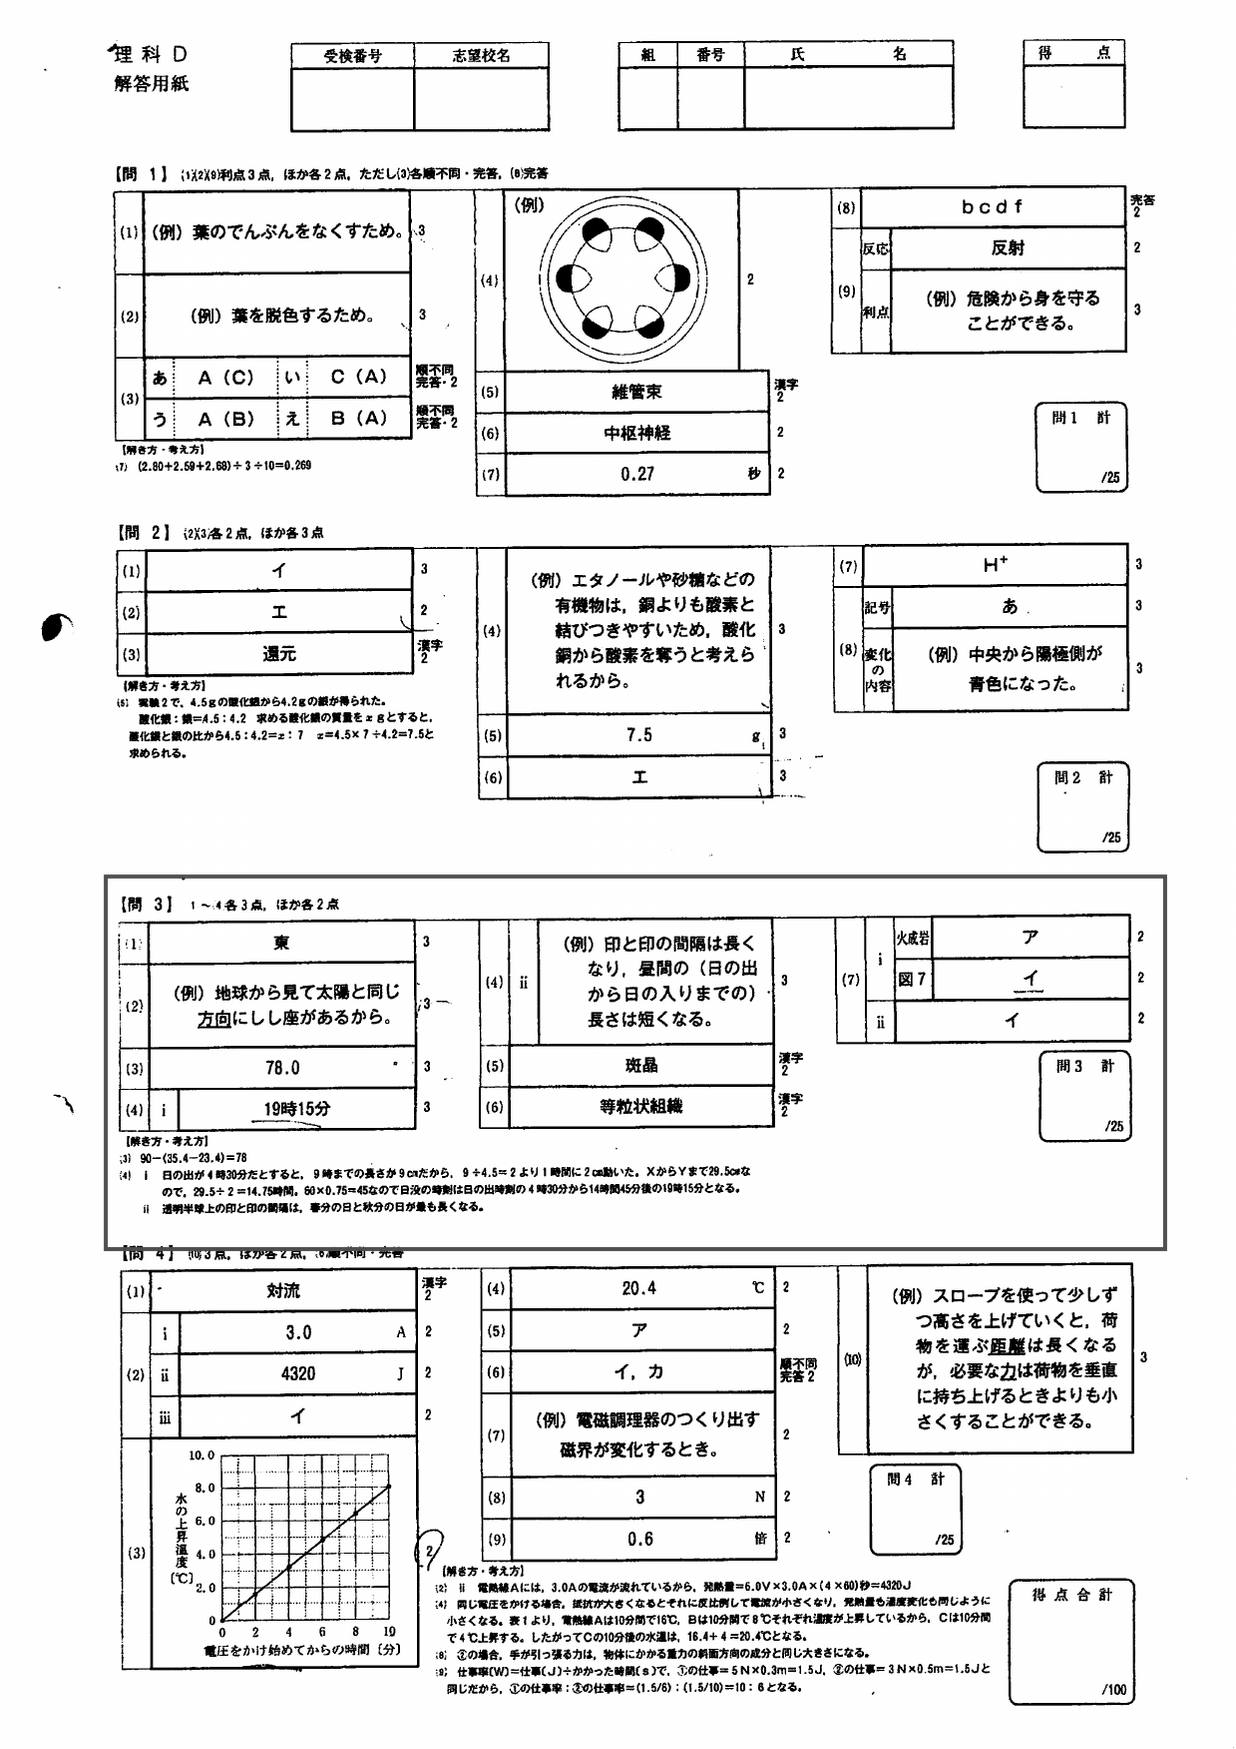 理科D
解答用紙
受検番号 志望校名
組 番号 氏 名
得 点
【問 1】 (1)(2)(9)利点3点，ほか各2点，ただし(3)各順不同・完答，(8)完答
(1) (例) 葉のでんぷんをなくすため。 3
(2) (例) 葉を脱色するため。 3
(3) あ A (C) い C (A) 順不同 完答・2
う A (B) え B (A) 順不同 完答・2
【解き方・考え方】
(7) (2.80+2.59+2.68)÷3÷10=0.269
(4) (例) 2
(5) 維管束 漢字 2
(6) 中枢神経 2
(7) 0.27 秒 2
(8) b c d f 完答 2
(9) 反応 反射 2
利点 (例) 危険から身を守る
ことができる。 3
問1 計
/25
【問 2】 (2)(3)各2点，ほか各3点
(1) イ 3
(2) エ 2
(3) 還元 漢字 2
【解き方・考え方】
(5) 実験2で，4.5gの酸化銀から4.2gの銀が得られた。
酸化銀：銀=4.5：4.2 求める酸化銀の質量をxgとすると，
酸化銀と銀の比から4.5：4.2=x：7 x=4.5×7÷4.2=7.5と
求められる。
(4) (例) エタノールや砂糖などの
有機物は，銅よりも酸素と
結びつきやすいため，酸化
銅から酸素を奪うと考えら
れるから。 3
(5) 7.5 g 3
(6) エ 3
(7) H⁺ 3
(8) 記号 あ 3
変化の内容 (例) 中央から陽極側が
青色になった。 3
問2 計
/25
【問 3】 1～4各3点，ほか各2点
(1) 東 3
(2) (例) 地球から見て太陽と同じ
方向にしし座があるから。 3
(3) 78.0 ° 3
(4) i 19時15分 3
【解き方・考え方】
(3) 90−(35.4−23.4)=78
(4) i 日の出が4時30分だとすると，9時までの長さが9cmだから，9÷4.5=2より1時間に2cm動いた。XからYまで29.5cmな
ので，29.5÷2=14.75時間。60×0.75=45なので日没の時刻は日の出時刻の4時30分から14時間45分後の19時15分となる。
ii 透明半球上の印と印の間隔は，春分の日と秋分の日が最も長くなる。
(4) ii (例) 印と印の間隔は長く
なり，昼間の（日の出
から日の入りまでの）
長さは短くなる。 3
(5) 斑晶 漢字 2
(6) 等粒状組織 漢字 2
(7) i 火成岩 ア 2
図7 イ 2
ii イ 2
問3 計
/25
【問 4】 (10)3点，ほか各2点，(6)順不同・完答
(1) 対流 漢字 2
(2) i 3.0 A 2
ii 4320 J 2
iii イ 2
(3) 2
水の上昇温度〔℃〕
10.0
8.0
6.0
4.0
2.0
0
0 2 4 6 8 10
電圧をかけ始めてからの時間〔分〕
(4) 20.4 ℃ 2
(5) ア 2
(6) イ，カ 順不同 完答2
(7) (例) 電磁調理器のつくり出す
磁界が変化するとき。 2
(8) 3 N 2
(9) 0.6 倍 2
【解き方・考え方】
(2) ii 電熱線Aには，3.0Aの電流が流れているから，発熱量=6.0V×3.0A×(4×60)秒=4320J
(4) 同じ電圧をかける場合，抵抗が大きくなるとそれに反比例して電流が小さくなり，発熱量も温度変化も同じように
小さくなる。表1より，電熱線Aは10分間で16℃，Bは10分間で8℃それぞれ温度が上昇しているから，Cは10分間
で4℃上昇する。したがってCの10分後の水温は，16.4+4=20.4℃となる。
(8) ②の場合，手が引っ張る力は，物体にかかる重力の斜面方向の成分と同じ大きさになる。
(9) 仕事率(W)=仕事(J)÷かかった時間(s)で，①の仕事=5N×0.3m=1.5J，②の仕事=3N×0.5m=1.5Jと
同じだから，①の仕事率：②の仕事率=(1.5/6)：(1.5/10)=10：6となる。
(10) (例) スロープを使って少しず
つ高さを上げていくと，荷
物を運ぶ距離は長くなる
が，必要な力は荷物を垂直
に持ち上げるときよりも小
さくすることができる。 3
問4 計
/25
得点合計
/100